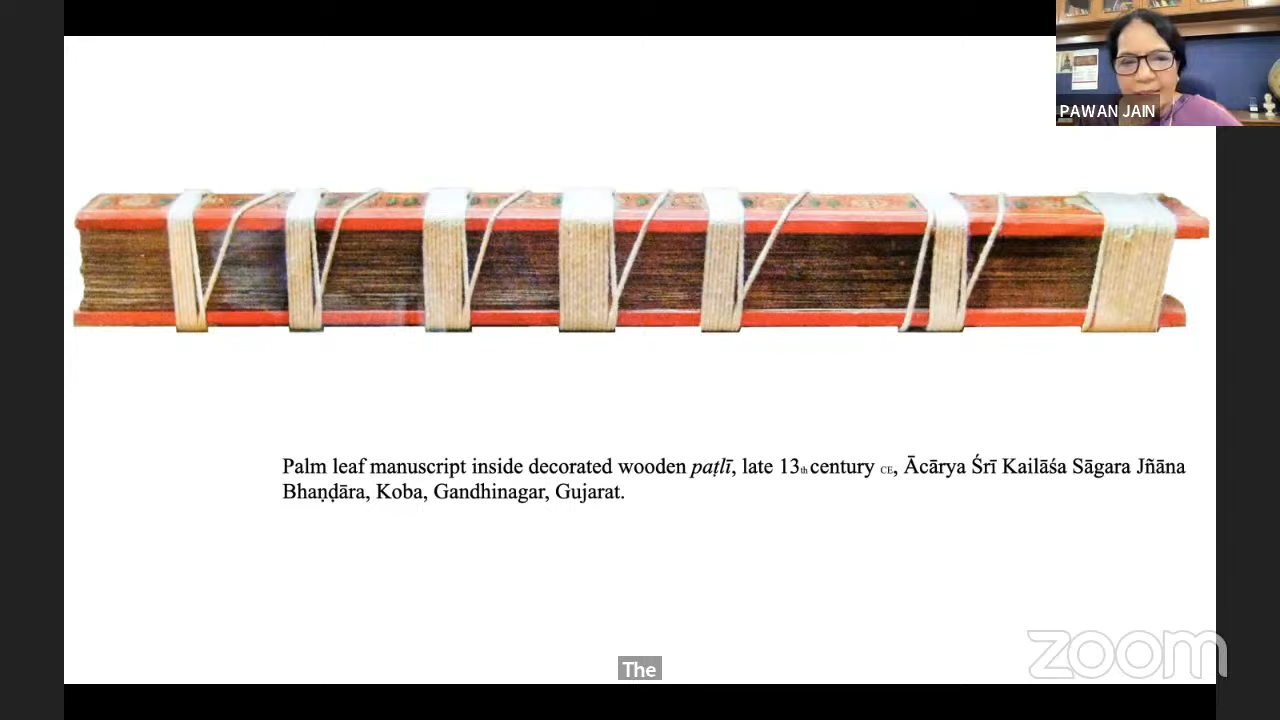 PAWAN JAIN
Palm leaf manuscript inside decorated wooden paṭlī, late 13th century CE, Ācārya Śrī Kailāśa Sāgara Jñāna
Bhaṇḍāra, Koba, Gandhinagar, Gujarat.
The
zoom